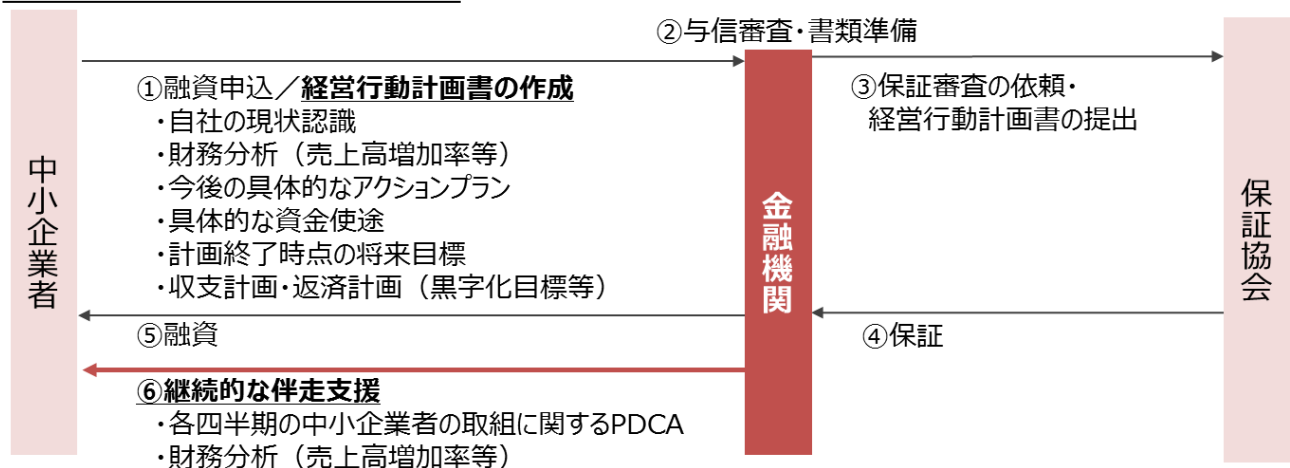 ②与信審査・書類準備
①融資申込／経営行動計画書の作成
・自社の現状認識
・財務分析（売上高増加率等）
・今後の具体的なアクションプラン
・具体的な資金使途
・計画終了時点の将来目標
・収支計画・返済計画（黒字化目標等）
③保証審査の依頼・
経営行動計画書の提出
中小企業者
金融機関
保証協会
⑤融資
④保証
⑥継続的な伴走支援
・各四半期の中小企業者の取組に関するPDCA
・財務分析（売上高増加率等）